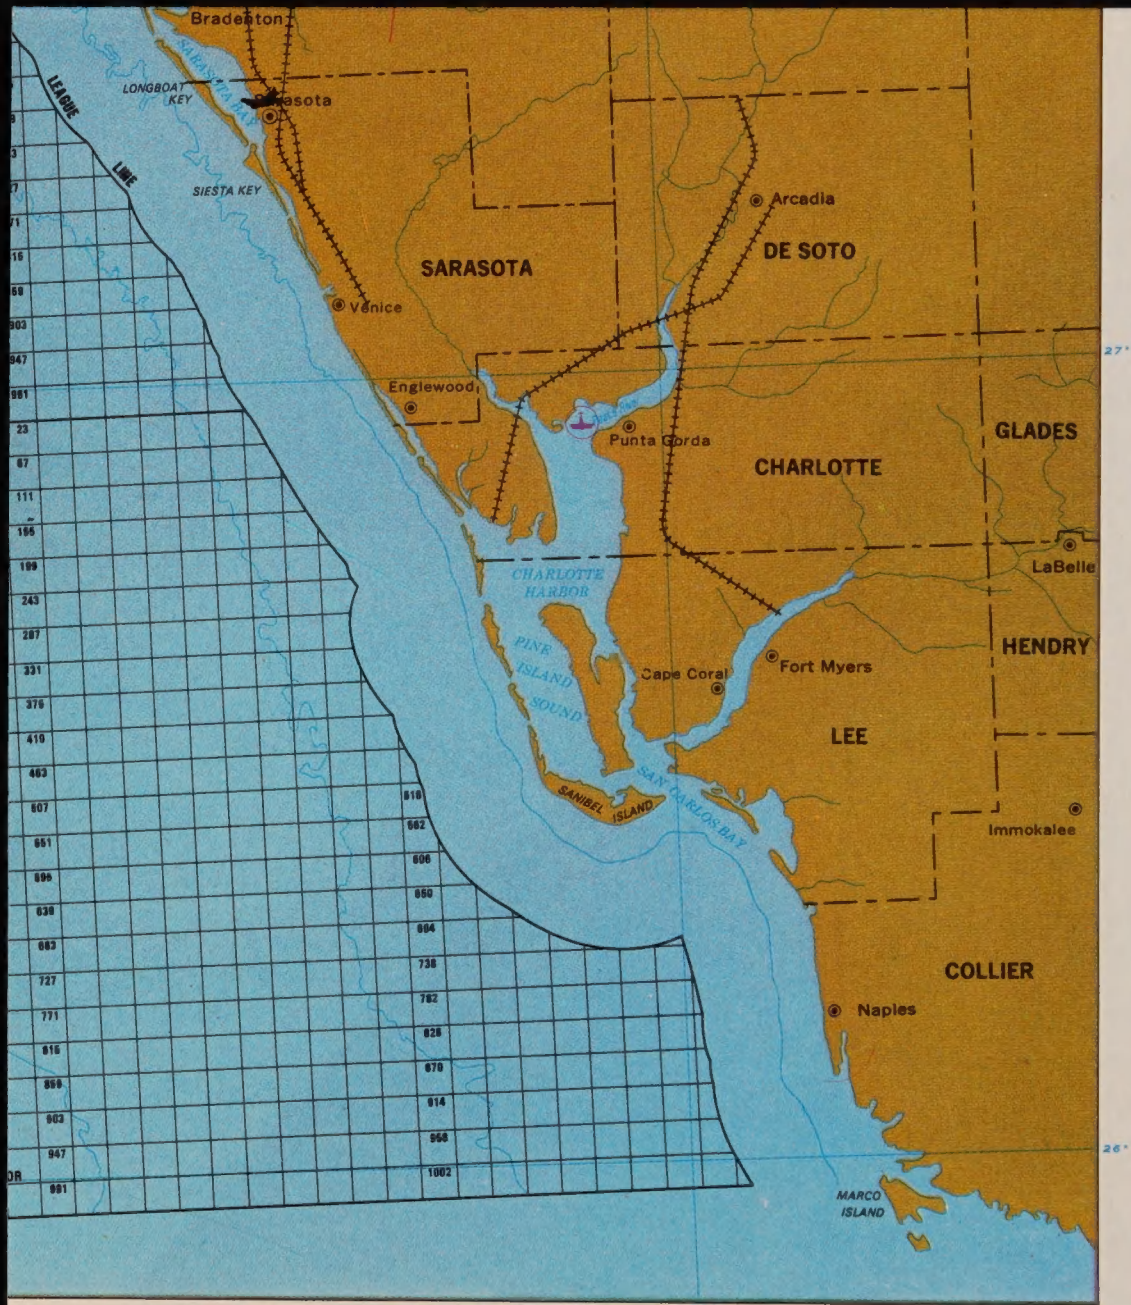 Bradenton
SARASOTA BAY
LONGBOAT
KEY
LEAGUE
LINE
SIESTA KEY
Arcadia
DE SOTO
SARASOTA
Venice
27°
Englewood
Punta Gorda
GLADES
CHARLOTTE
LaBelle
CHARLOTTE
HARBOR
PINE
ISLAND
SOUND
HENDRY
Cape Coral
Fort Myers
LEE
SANIBEL
ISLAND
SAN CARLOS BAY
Immokalee
COLLIER
Naples
26°
MARCO
ISLAND
903
947
991
23
67
111
155
199
243
287
331
375
419
463
507
551
595
639
683
727
771
815
859
903
947
991
518
562
606
650
694
738
782
826
870
914
958
1002